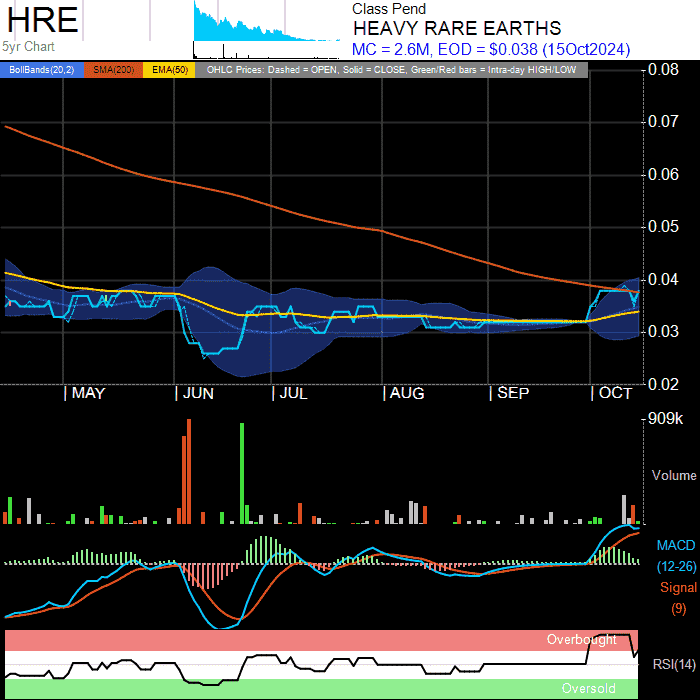 HRE
5yr Chart
Class Pend
HEAVY RARE EARTHS
MC = 2.6M, EOD = $0.038 (15Oct2024)
BollBands(20,2) SMA(200) EMA(50) OHLC Prices: Dashed = OPEN, Solid = CLOSE, Green/Red bars = Intra-day HIGH/LOW
0.08
0.07
0.06
0.05
0.04
0.03
0.02
MAY JUN JUL AUG SEP OCT
909k
Volume
MACD
(12-26)
Signal
(9)
Overbought
RSI(14)
Oversold